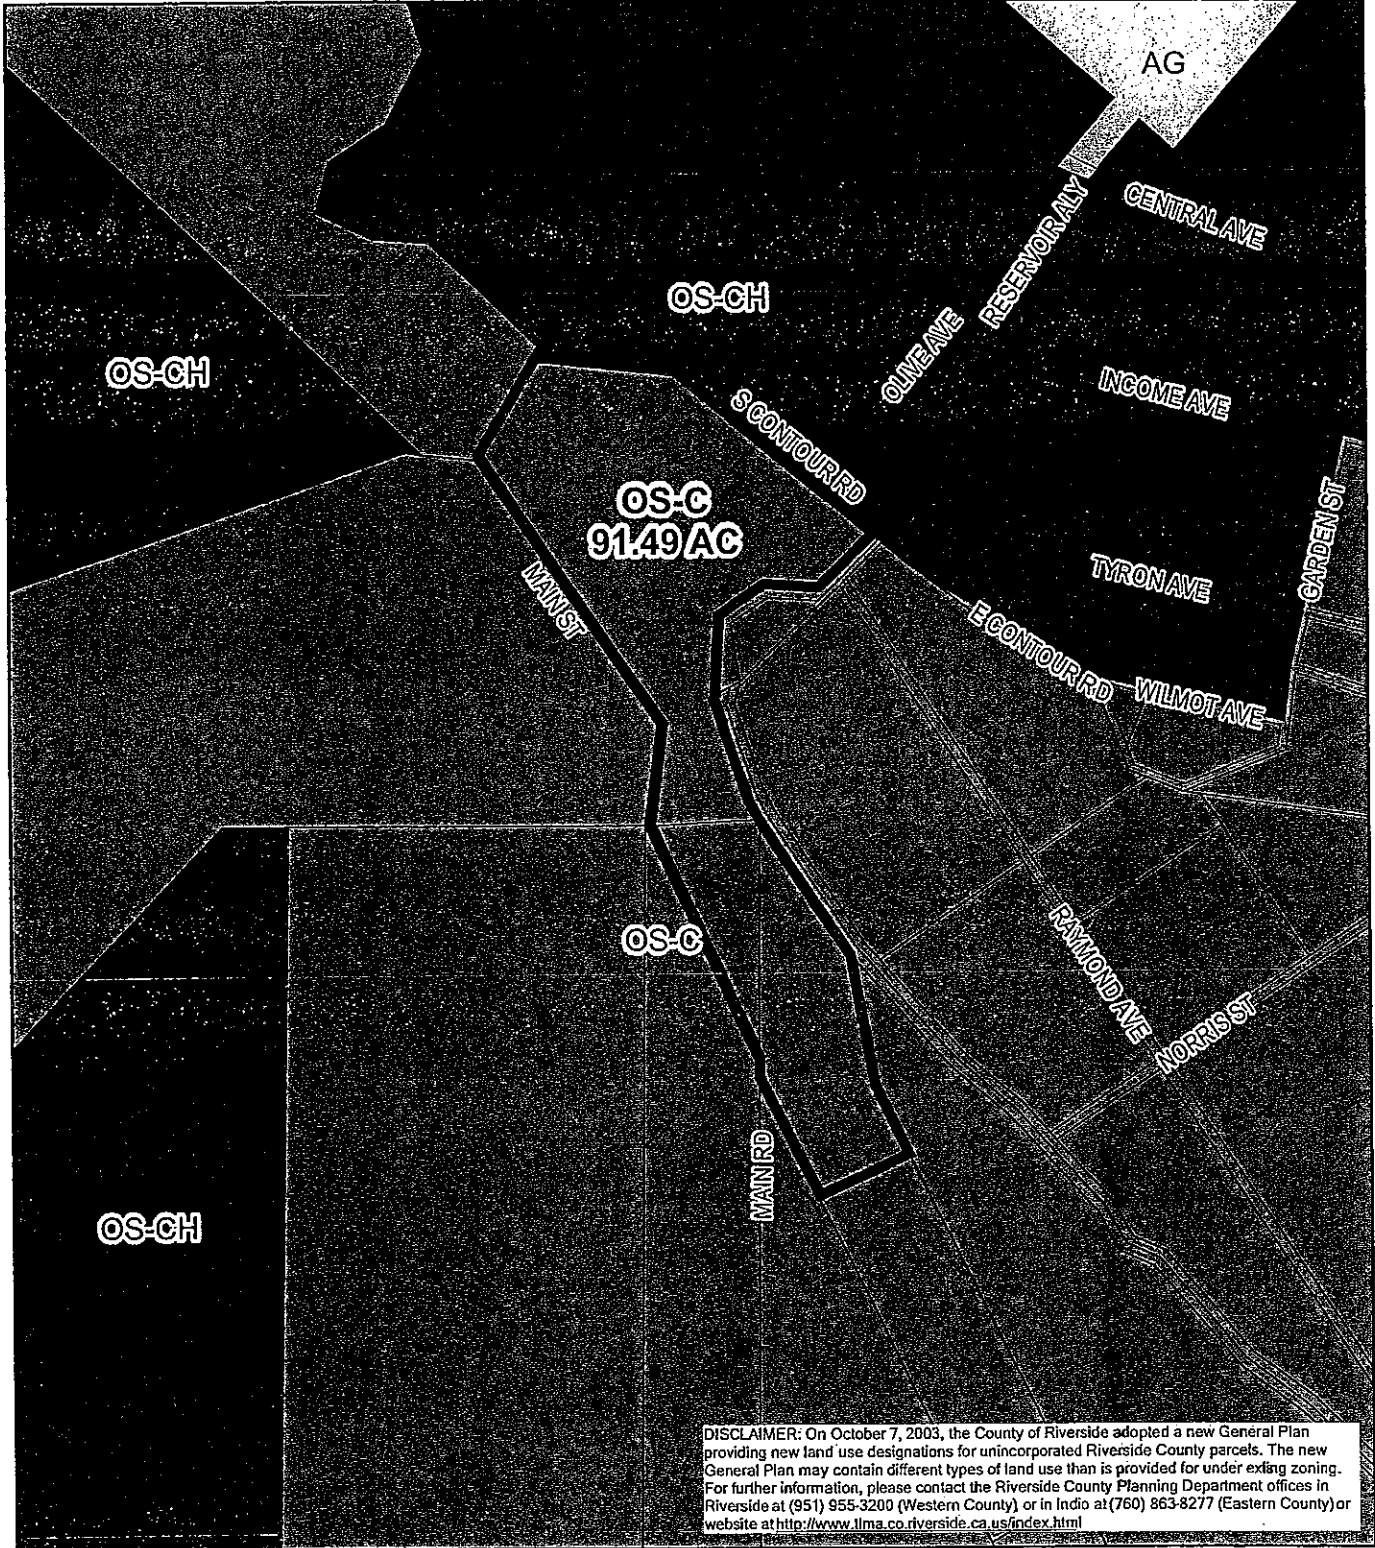 AG
CENTRAL AVE
RESERVOIR ALY
OS-CH
OLIVE AVE
OS-CH
INCOME AVE
S CONTOUR RD
OS-C
91.49 AC
GARDEN ST
MAIN ST
TYRON AVE
E CONTOUR RD
WILMOT AVE
OS-C
RAYMOND AVE
NORRIS ST
MAIN RD
OS-CH
DISCLAIMER: On October 7, 2003, the County of Riverside adopted a new General Plan
providing new land use designations for unincorporated Riverside County parcels. The new
General Plan may contain different types of land use than is provided for under exting zoning.
For further information, please contact the Riverside County Planning Department offices in
Riverside at (951) 955-3200 (Western County) or in Indio at (760) 863-8277 (Eastern County) or
website at http://www.tlma.co.riverside.ca.us/index.html